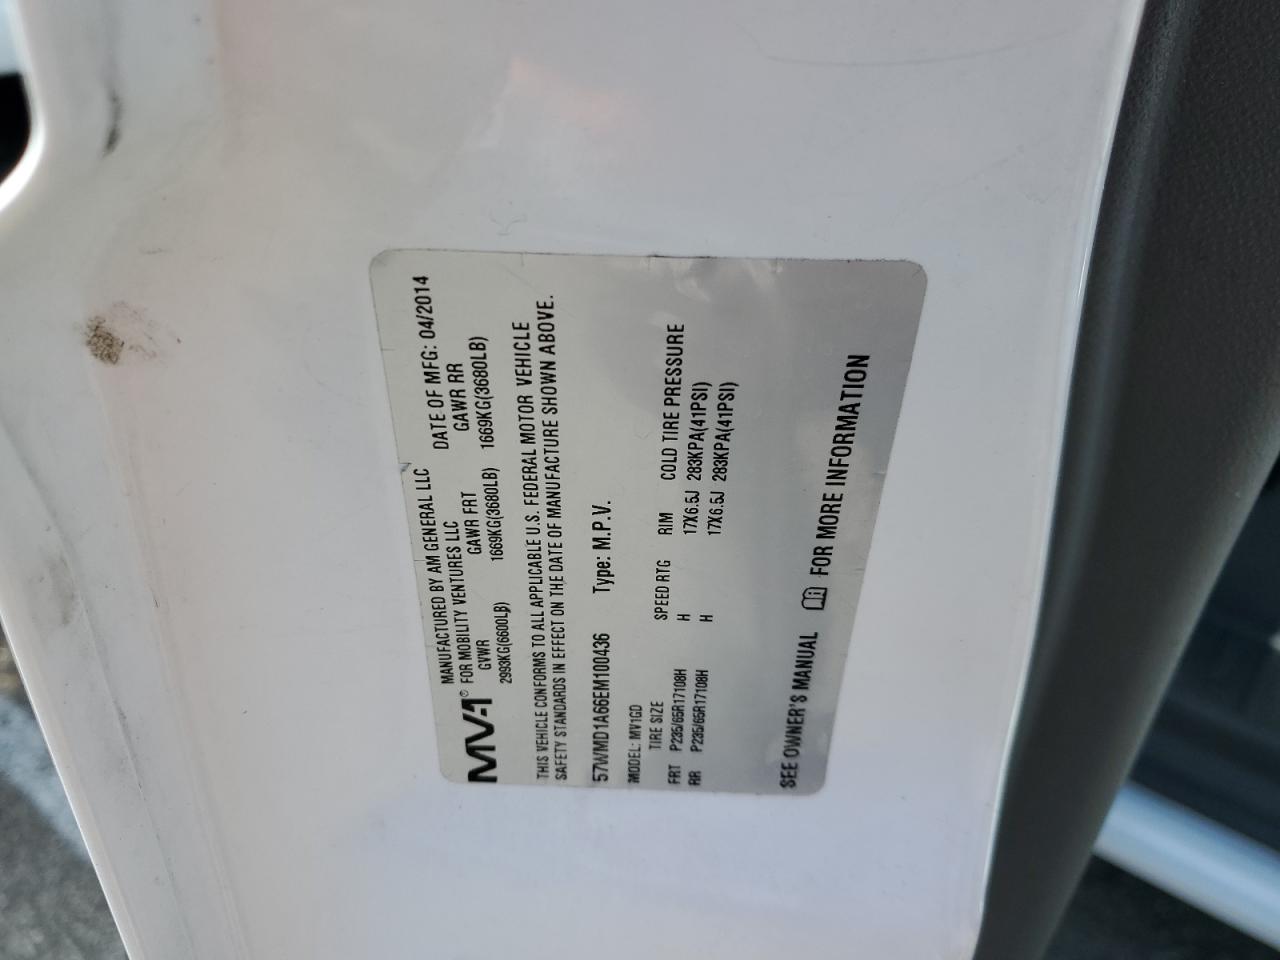 MANUFACTURED BY AM GENERAL LLC DATE OF MFG: 04/2014
MV-1® FOR MOBILITY VENTURES LLC
GVWR GAWR FRT GAWR RR
2993KG(6600LB) 1669KG(3680LB) 1669KG(3680LB)
THIS VEHICLE CONFORMS TO ALL APPLICABLE U.S. FEDERAL MOTOR VEHICLE
SAFETY STANDARDS IN EFFECT ON THE DATE OF MANUFACTURE SHOWN ABOVE.
57WMD1A66EM100436 Type: M.P.V.
MODEL: MV1GD
TIRE SIZE SPEED RTG RIM COLD TIRE PRESSURE
FRT P235/65R17108H H 17X6.5J 283KPA(41PSI)
RR P235/65R17108H H 17X6.5J 283KPA(41PSI)
SEE OWNER'S MANUAL FOR MORE INFORMATION